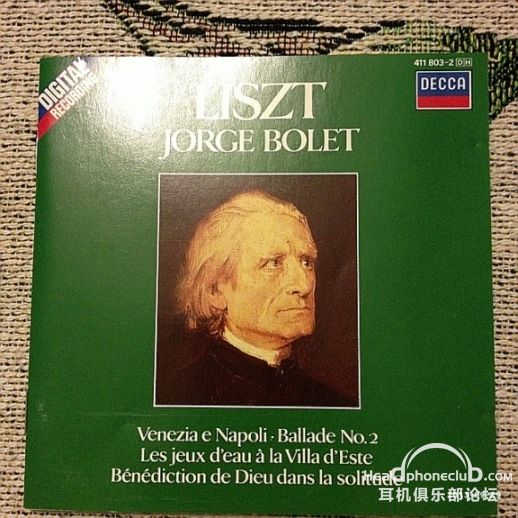 DIGITAL
RECORDING
411 803-2 DH
DECCA
LISZT
JORGE BOLET
Venezia e Napoli · Ballade No. 2
Les jeux d'eau à la Villa d'Este
Bénédiction de Dieu dans la solitude
Headphoneclub.com
耳机俱乐部论坛